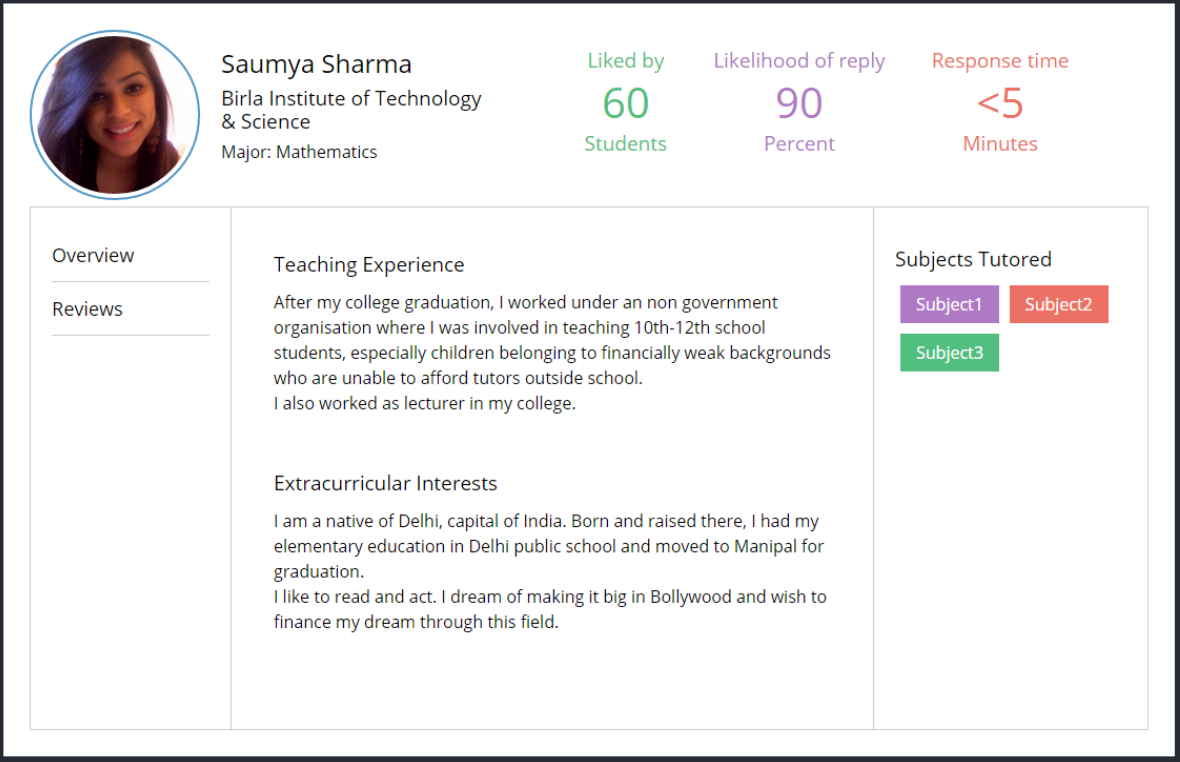 Saumya Sharma
Birla Institute of Technology
& Science
Major: Mathematics
Liked by
60
Students
Likelihood of reply
90
Percent
Response time
<5
Minutes
Overview
Reviews
Teaching Experience
After my college graduation, I worked under an non government
organisation where I was involved in teaching 10th-12th school
students, especially children belonging to financially weak backgrounds
who are unable to afford tutors outside school.
I also worked as lecturer in my college.
Extracurricular Interests
I am a native of Delhi, capital of India. Born and raised there, I had my
elementary education in Delhi public school and moved to Manipal for
graduation.
I like to read and act. I dream of making it big in Bollywood and wish to
finance my dream through this field.
Subjects Tutored
Subject1 Subject2
Subject3